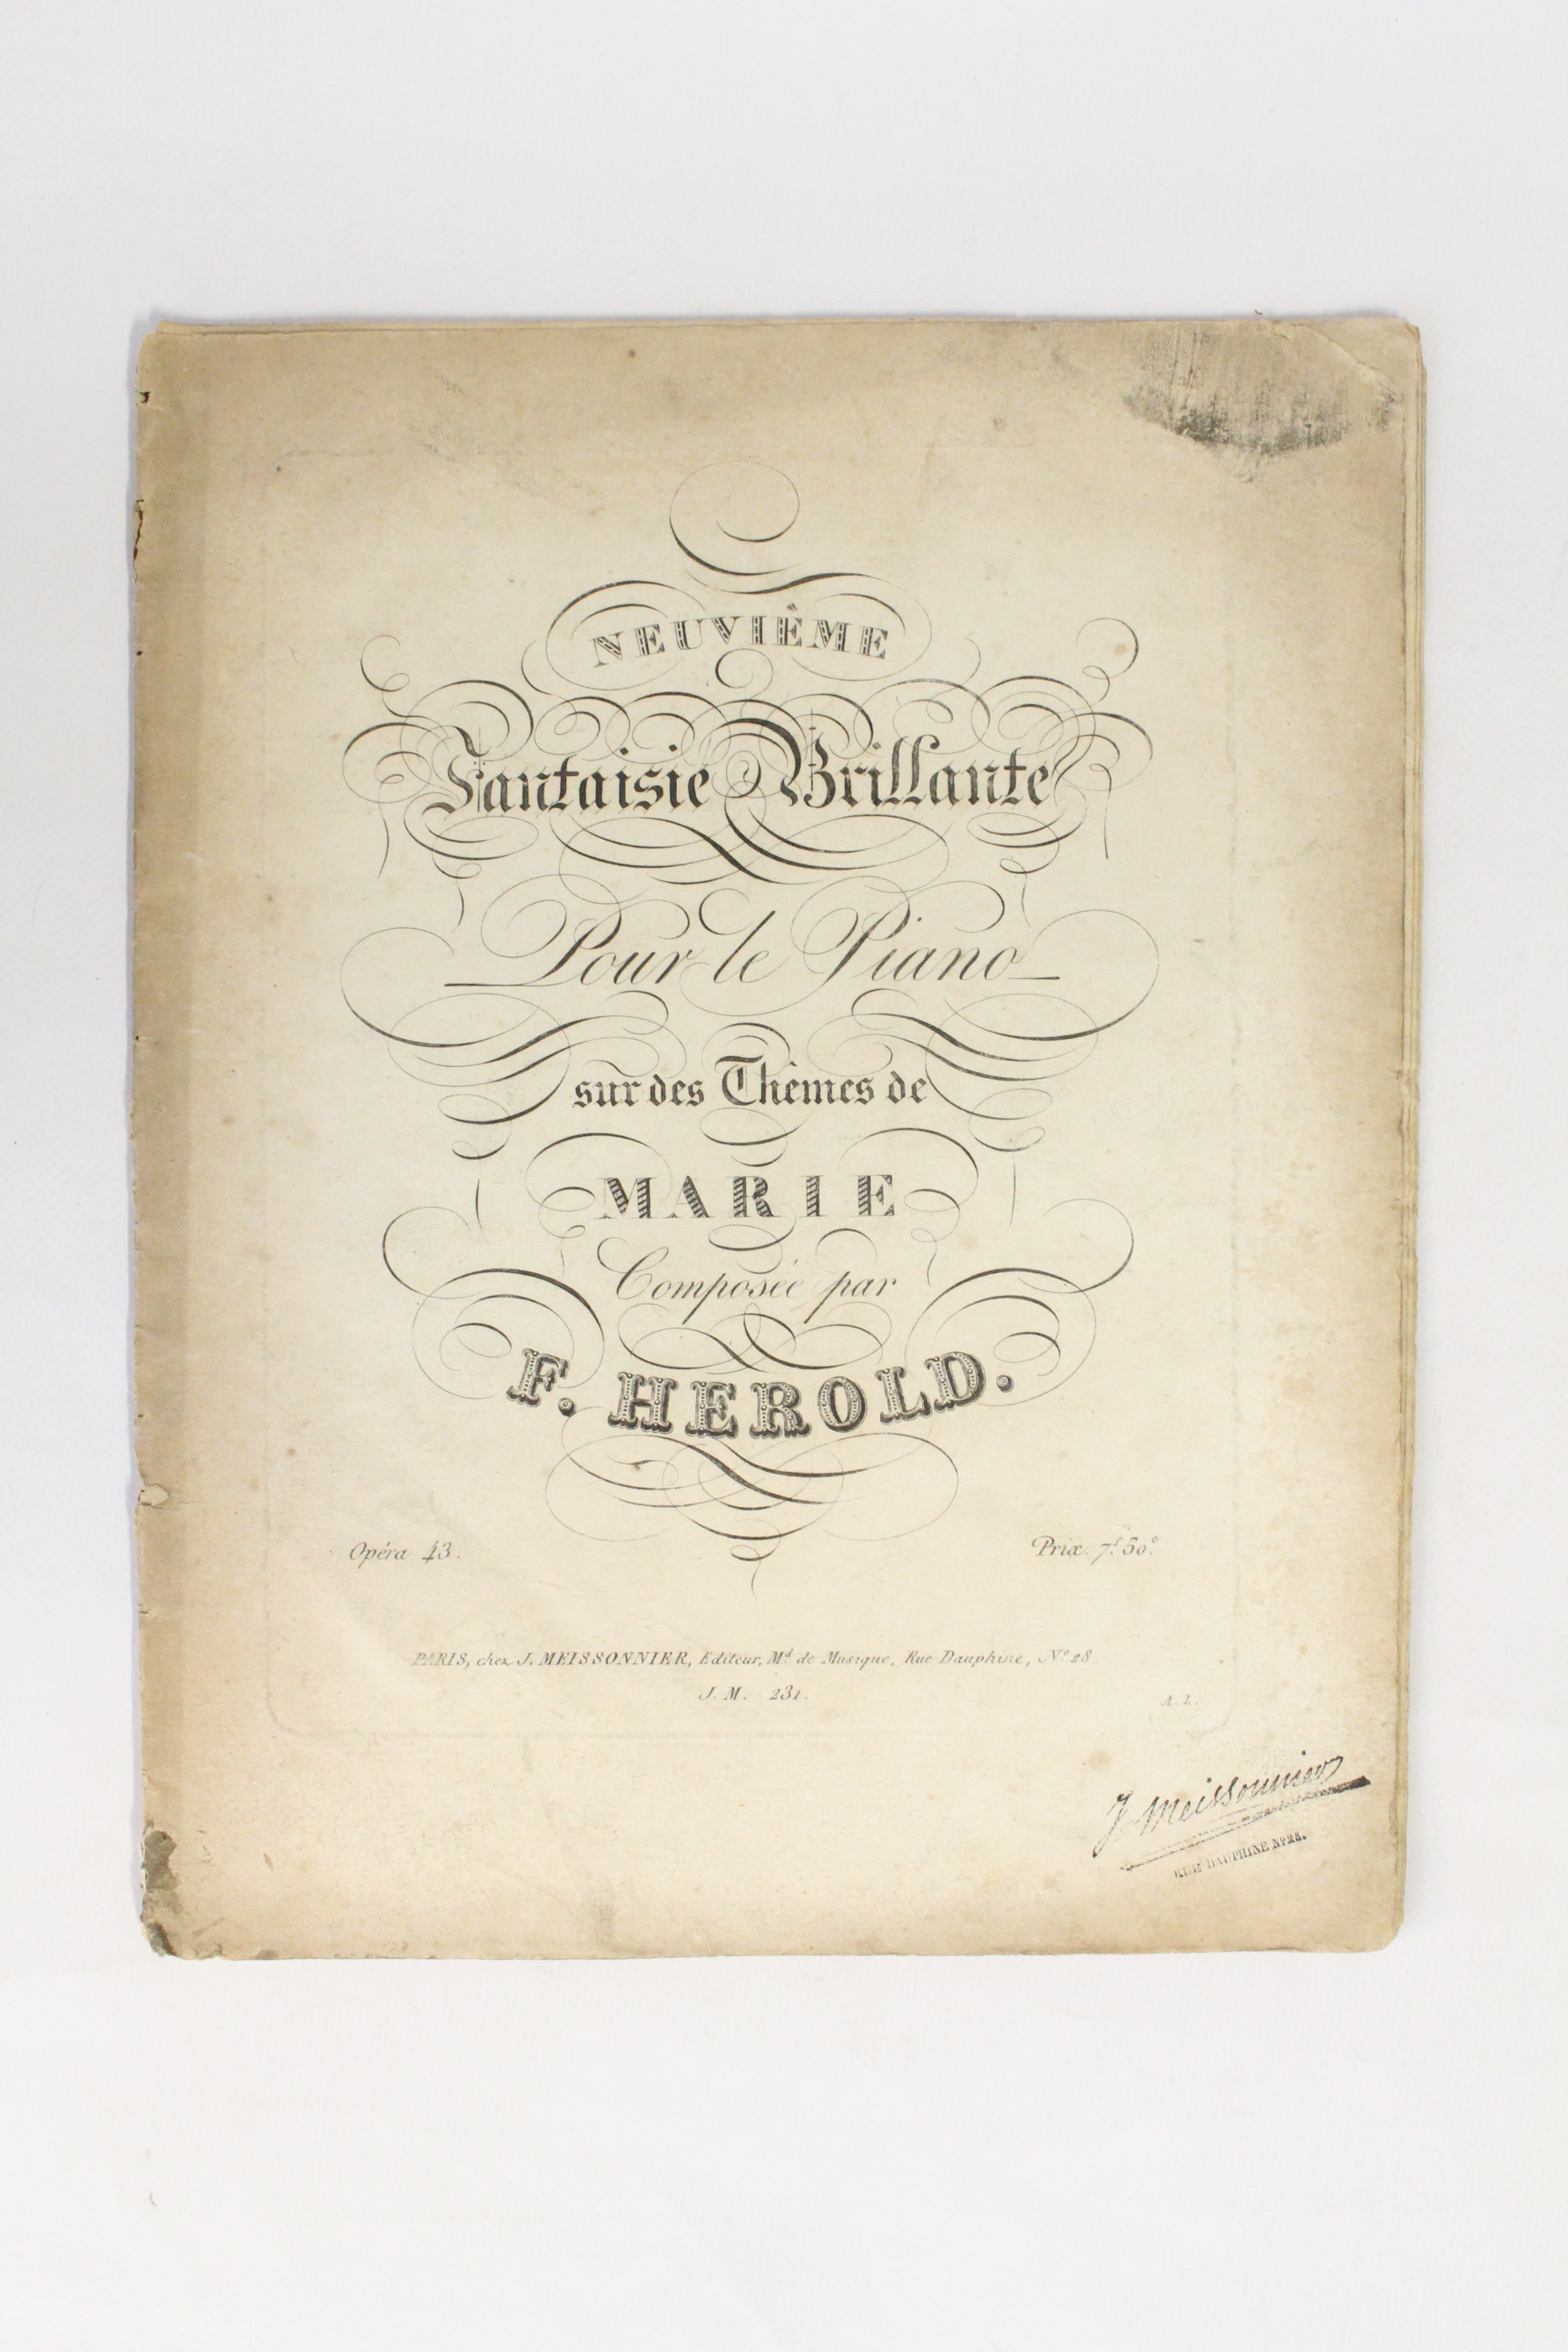 NEUVIÈME
Fantaisie Brillante
Pour le Piano
sur des Thêmes de
MARIE
Composée par
F. HEROLD.
Opéra 43.
Prix. 7f. 50c.
PARIS, chez J. MEISSONNIER, Editeur, Md. de Musique, Rue Dauphine, No. 28.
J. M. 231.
A. L.
J. Meissonnier
RUE DAUPHINE No. 28.